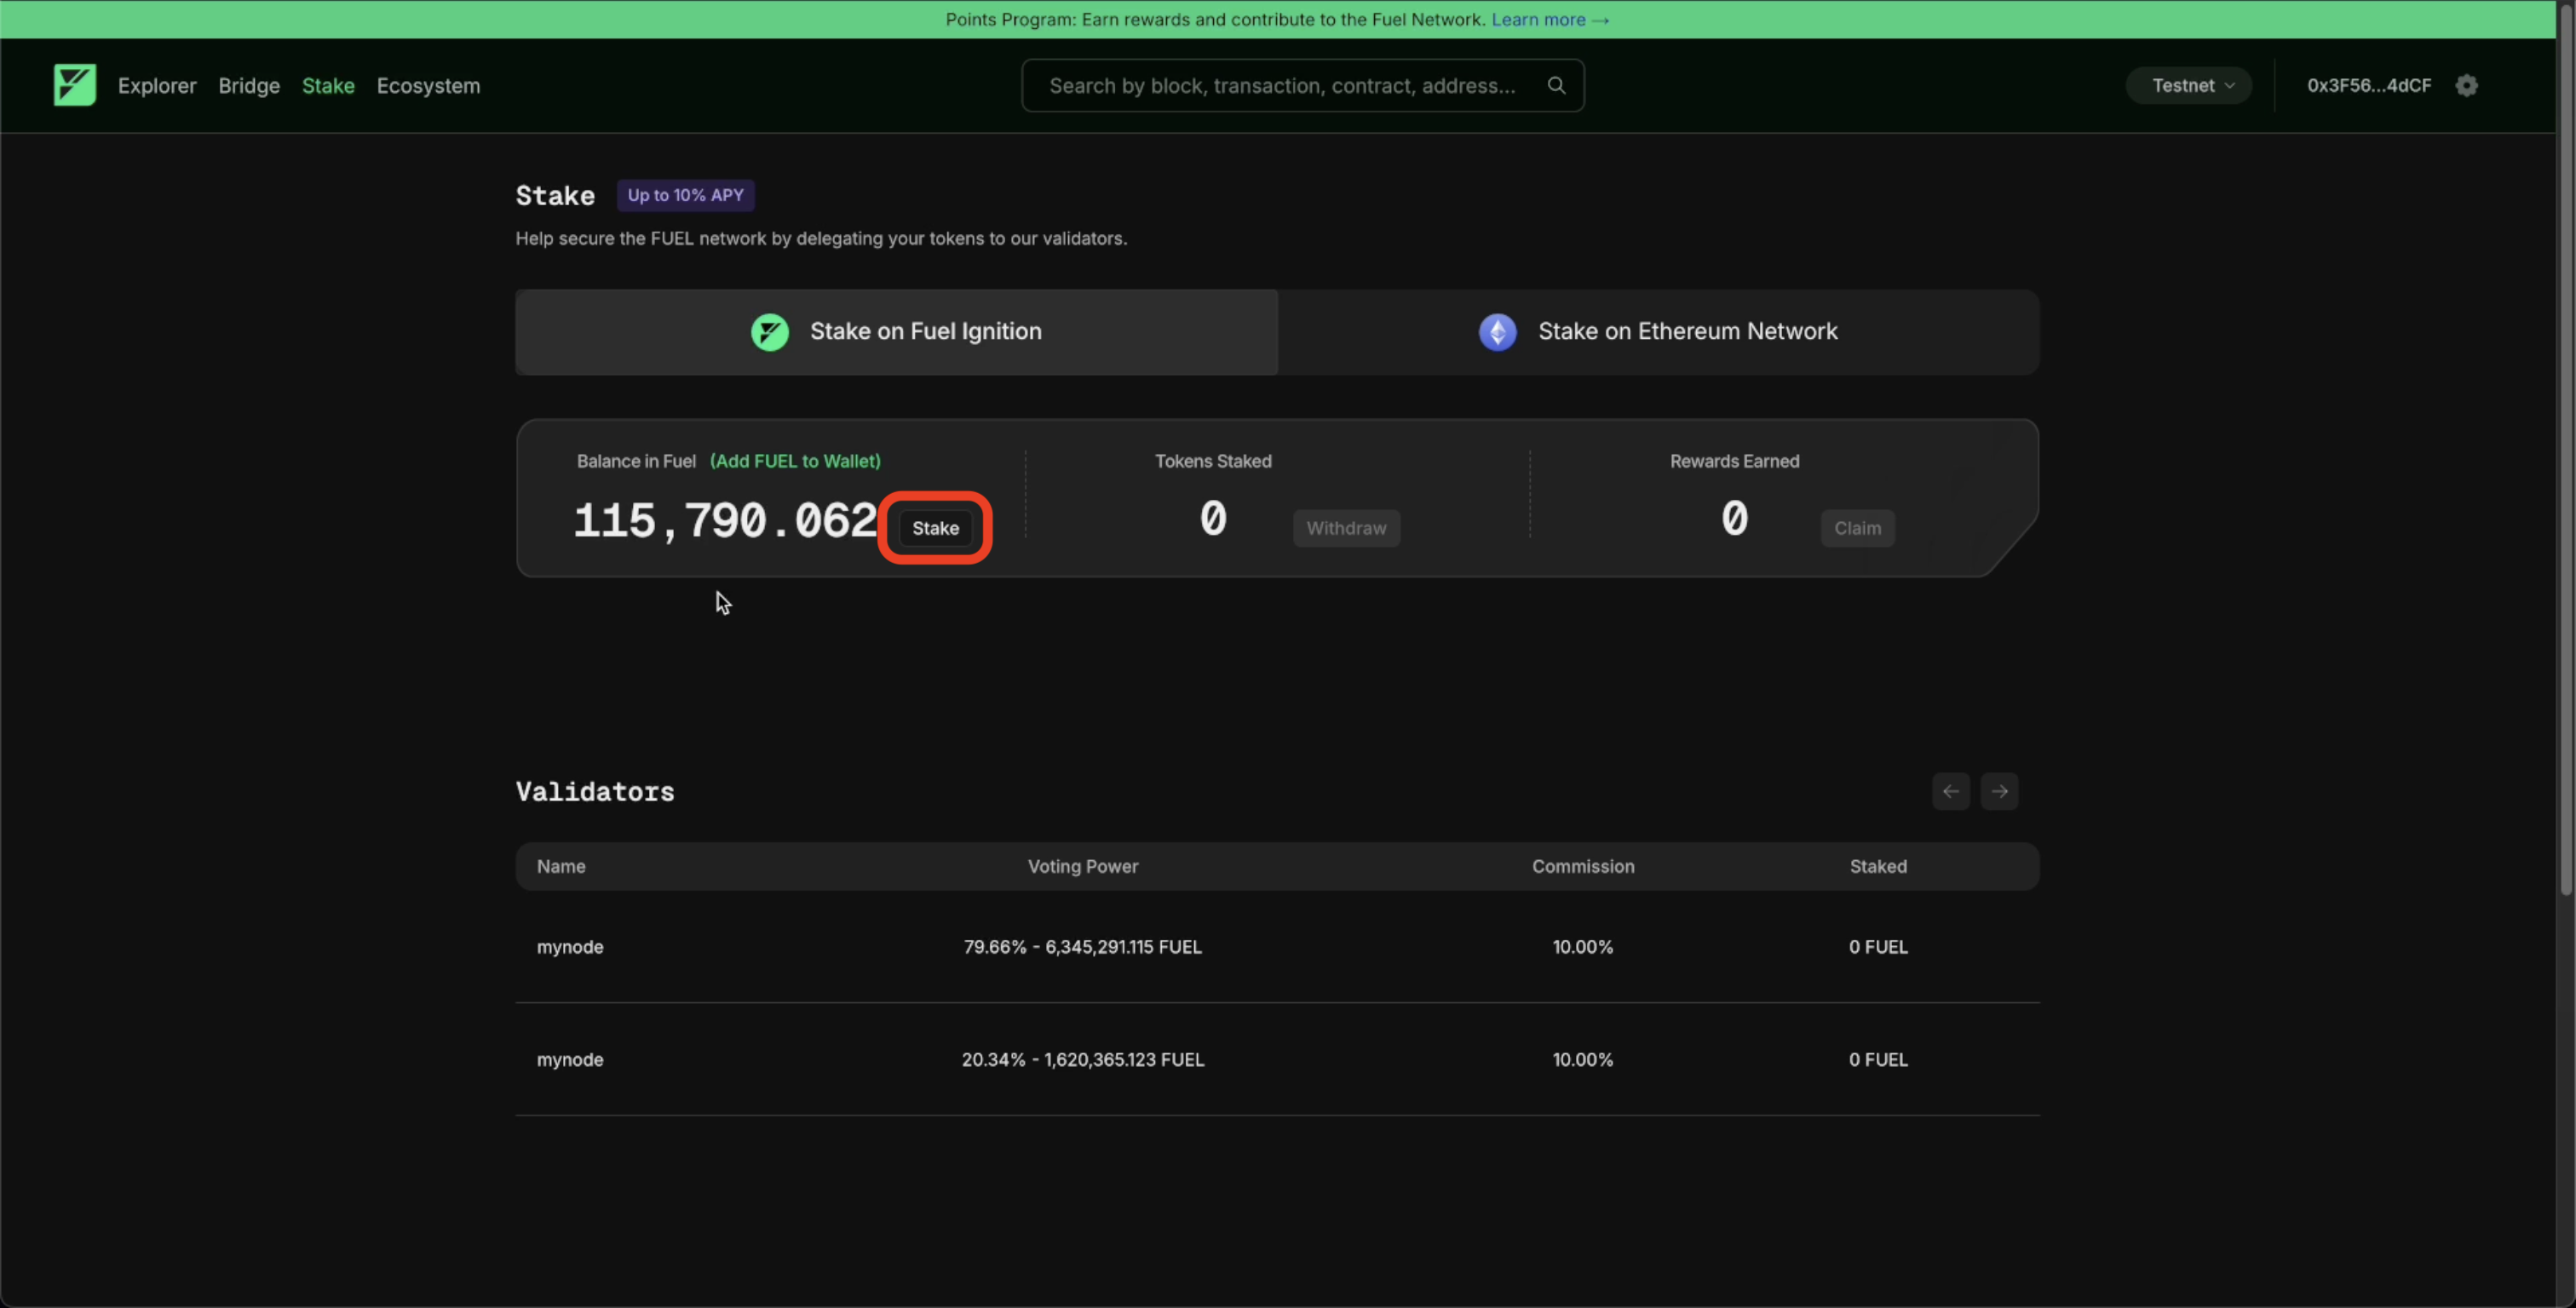 Points Program: Earn rewards and contribute to the Fuel Network. Learn more →
Explorer Bridge Stake Ecosystem
Search by block, transaction, contract, address...
Testnet
0x3F56...4dCF
Stake Up to 10% APY
Help secure the FUEL network by delegating your tokens to our validators.
Stake on Fuel Ignition
Stake on Ethereum Network
Balance in Fuel (Add FUEL to Wallet)
115,790.062 Stake
Tokens Staked
0 Withdraw
Rewards Earned
0 Claim
Validators
Name Voting Power Commission Staked
mynode 79.66% - 6,345,291.115 FUEL 10.00% 0 FUEL
mynode 20.34% - 1,620,365.123 FUEL 10.00% 0 FUEL